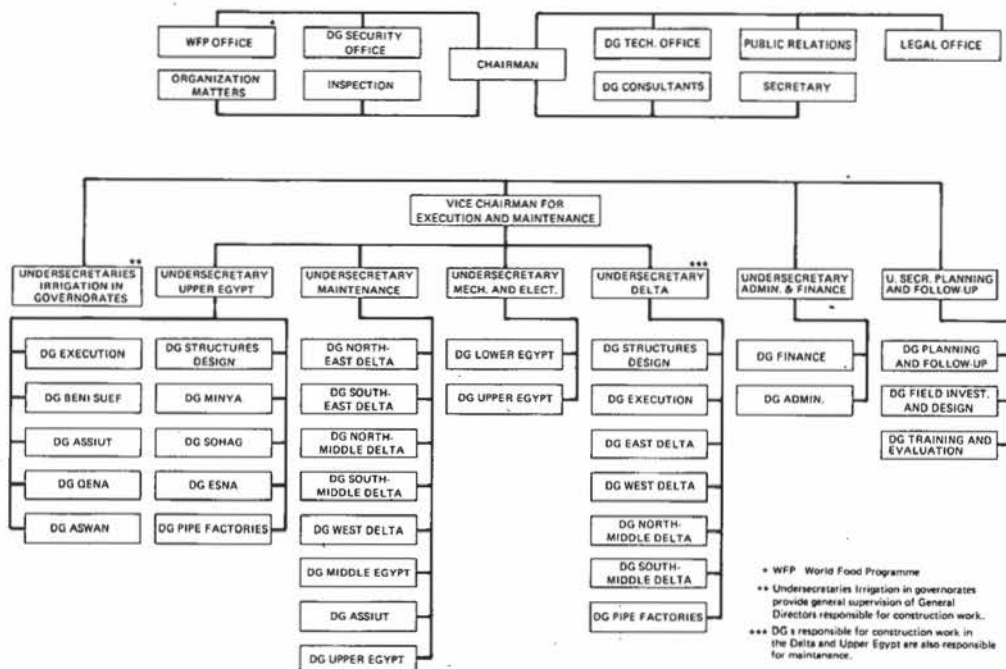 *
WFP OFFICE
DG SECURITY
OFFICE
ORGANIZATION
MATTERS
INSPECTION
CHAIRMAN
DG TECH. OFFICE
PUBLIC RELATIONS
LEGAL OFFICE
DG CONSULTANTS
SECRETARY
VICE CHAIRMAN FOR
EXECUTION AND MAINTENANCE
**
UNDERSECRETARIES
IRRIGATION IN
GOVERNORATES
UNDERSECRETARY
UPPER EGYPT
UNDERSECRETARY
MAINTENANCE
UNDERSECRETARY
MECH. AND ELECT.
***
UNDERSECRETARY
DELTA
UNDERSECRETARY
ADMIN. & FINANCE
U. SECR. PLANNING
AND FOLLOW-UP
DG EXECUTION
DG BENI SUEF
DG ASSIUT
DG QENA
DG ASWAN
DG STRUCTURES
DESIGN
DG MINYA
DG SOHAG
DG ESNA
DG PIPE FACTORIES
DG NORTH-
EAST DELTA
DG SOUTH-
EAST DELTA
DG NORTH-
MIDDLE DELTA
DG SOUTH-
MIDDLE DELTA
DG WEST DELTA
DG MIDDLE EGYPT
DG ASSIUT
DG UPPER EGYPT
DG LOWER EGYPT
DG UPPER EGYPT
DG STRUCTURES
DESIGN
DG EXECUTION
DG EAST DELTA
DG WEST DELTA
DG NORTH-
MIDDLE DELTA
DG SOUTH-
MIDDLE DELTA
DG PIPE FACTORIES
DG FINANCE
DG ADMIN.
DG PLANNING
AND FOLLOW-UP
DG FIELD INVEST.
AND DESIGN
DG TRAINING AND
EVALUATION
* WFP World Food Programme
** Undersecretaries Irrigation in governorates
provide general supervision of General
Directors responsible for construction work.
*** DG s responsible for construction work in
the Delta and Upper Egypt are also responsible
for maintenance.